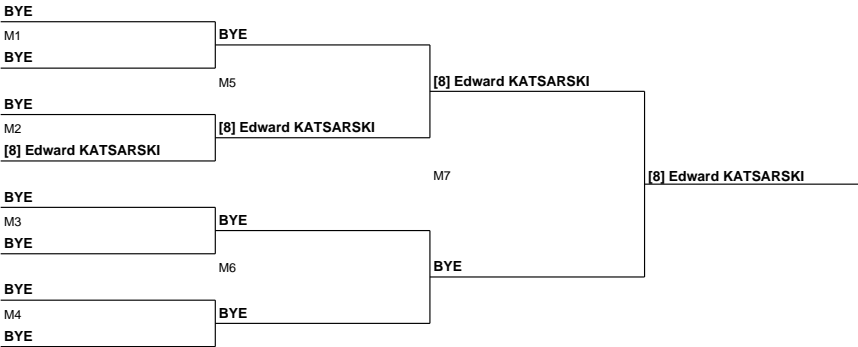 BYE
M1
BYE
BYE
M5
BYE
M2
[8] Edward KATSARSKI
[8] Edward KATSARSKI
[8] Edward KATSARSKI
M7
[8] Edward KATSARSKI
BYE
M3
BYE
BYE
M6
BYE
BYE
M4
BYE
BYE